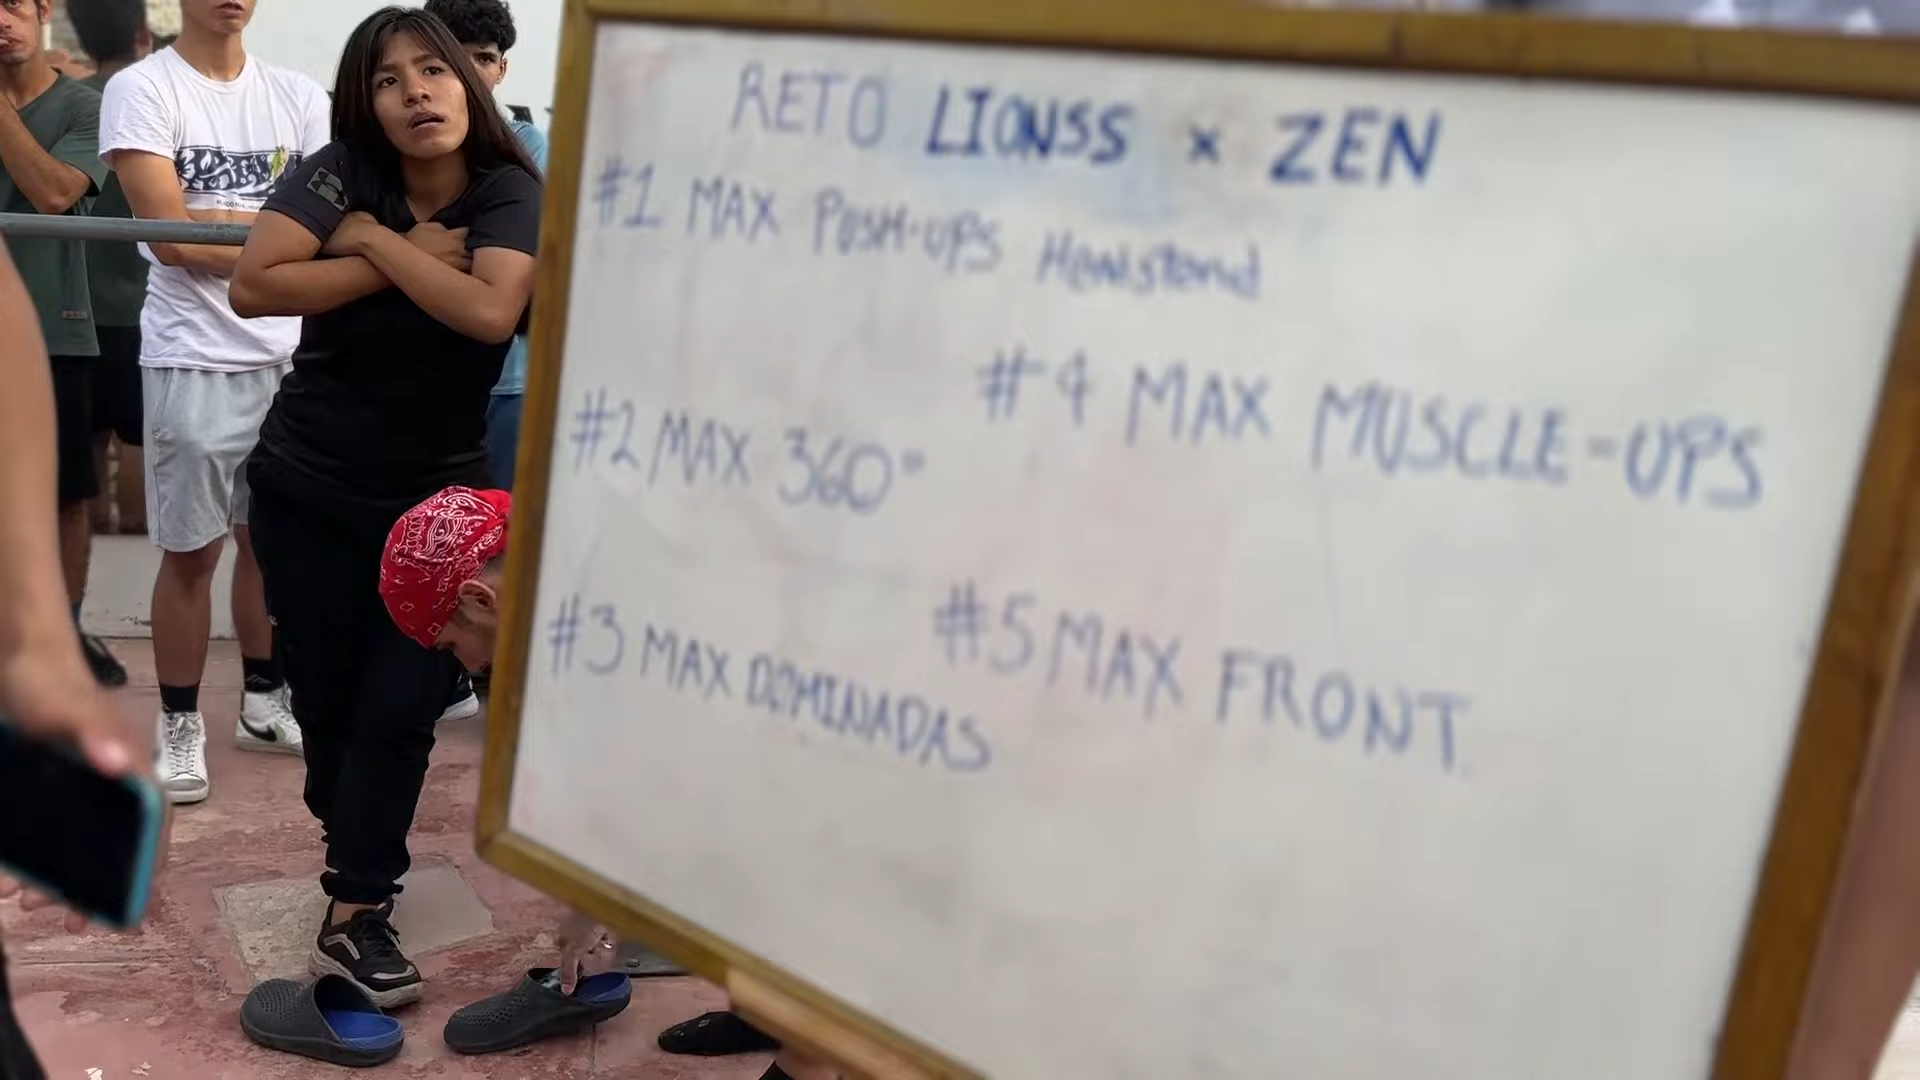 RETO LIONSS x ZEN
#1 MAX PUSH-UPS Hanstand
#2 MAX 360°
#3 MAX DOMINADAS
#4 MAX MUSCLE-UPS
#5 MAX FRONT